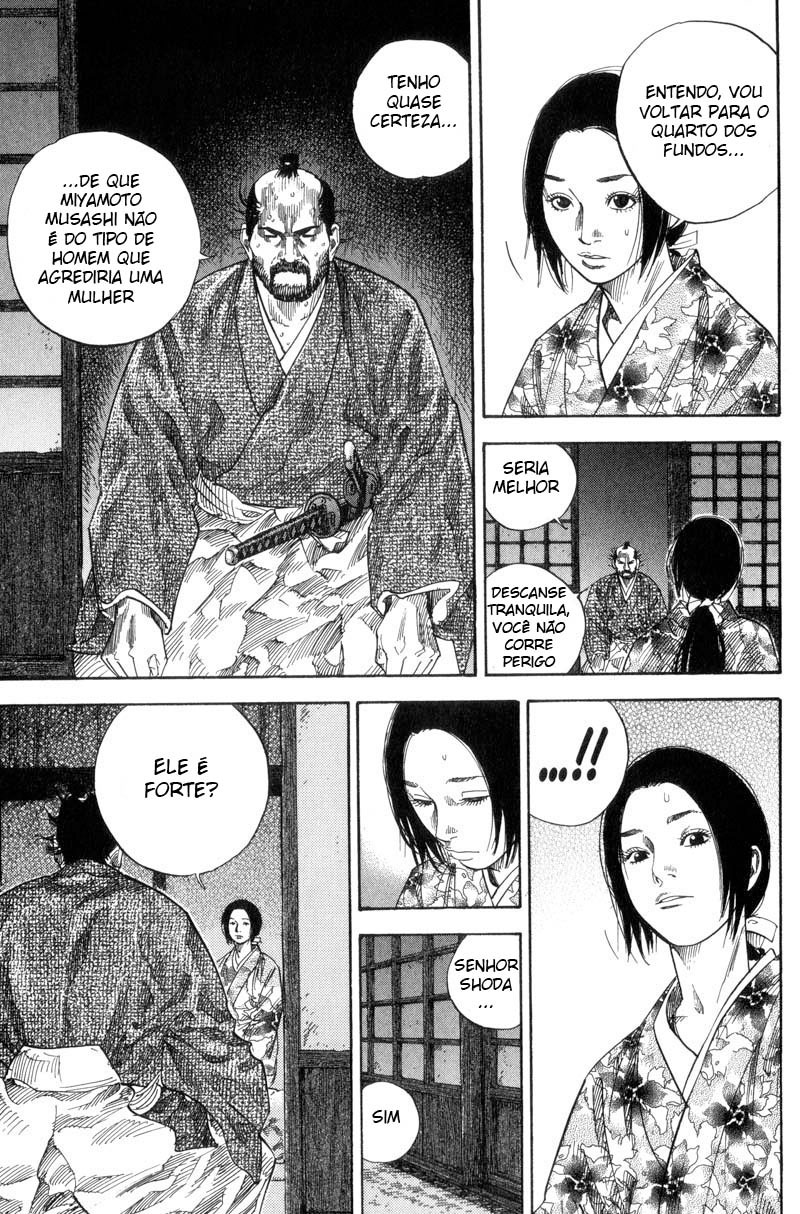 ENTENDO, VOU
VOLTAR PARA O
QUARTO DOS
FUNDOS...
SERIA
MELHOR
DESCANSE
TRANQUILA,
VOCÊ NÃO
CORRE
PERIGO
TENHO
QUASE
CERTEZA...
...DE QUE
MIYAMOTO
MUSASHI NÃO
É DO TIPO DE
HOMEM QUE
AGREDIRIA UMA
MULHER
...!!
SENHOR
SHODA
...
SIM
ELE É
FORTE?